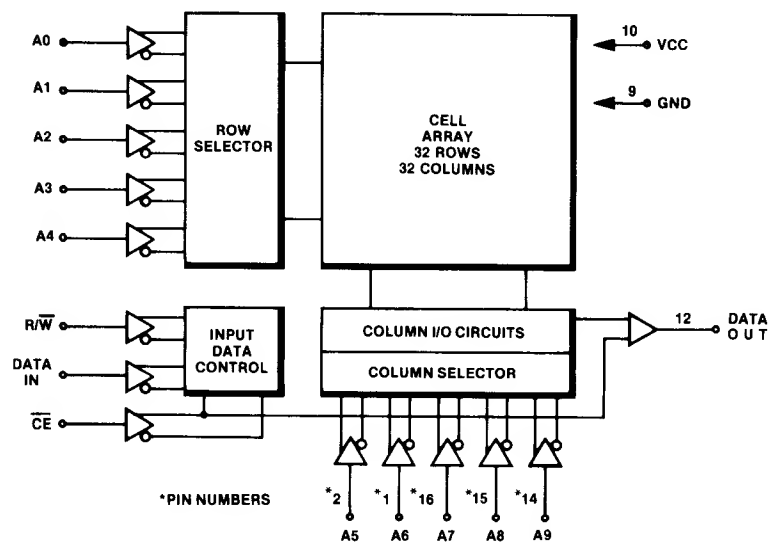 A0
A1
A2
A3
A4
ROW
SELECTOR
CELL
ARRAY
32 ROWS
32 COLUMNS
10
VCC
9
GND
R/W̅
DATA
IN
C̅E̅
INPUT
DATA
CONTROL
COLUMN I/O CIRCUITS
COLUMN SELECTOR
12
DATA
OUT
*PIN NUMBERS
*2
*1
*16
*15
*14
A5
A6
A7
A8
A9